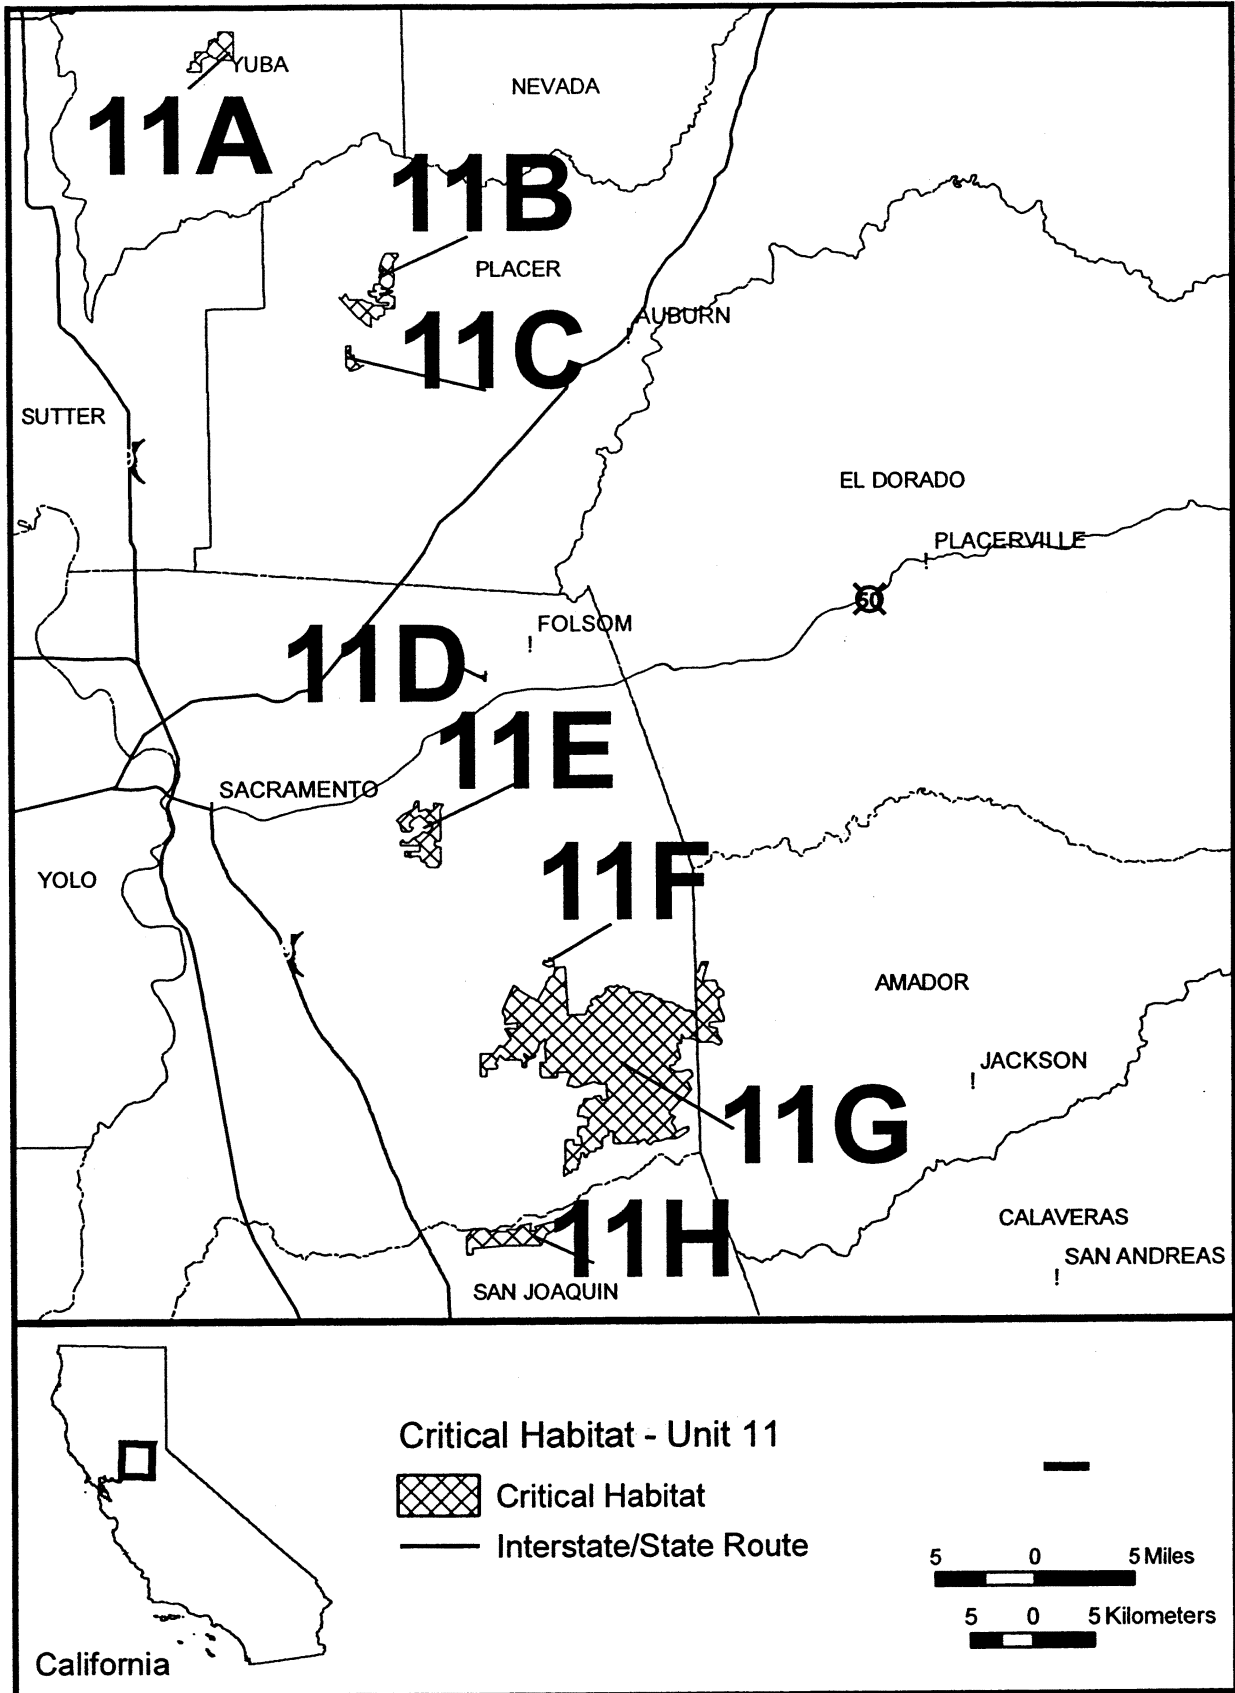 YUBA
NEVADA
11A
11B
PLACER
11C
AUBURN
SUTTER
EL DORADO
PLACERVILLE
50
FOLSOM
11D
11E
SACRAMENTO
11F
YOLO
AMADOR
JACKSON
11G
11H
CALAVERAS
SAN ANDREAS
SAN JOAQUIN
Critical Habitat - Unit 11
Critical Habitat
Interstate/State Route
5 0 5 Miles
5 0 5 Kilometers
California